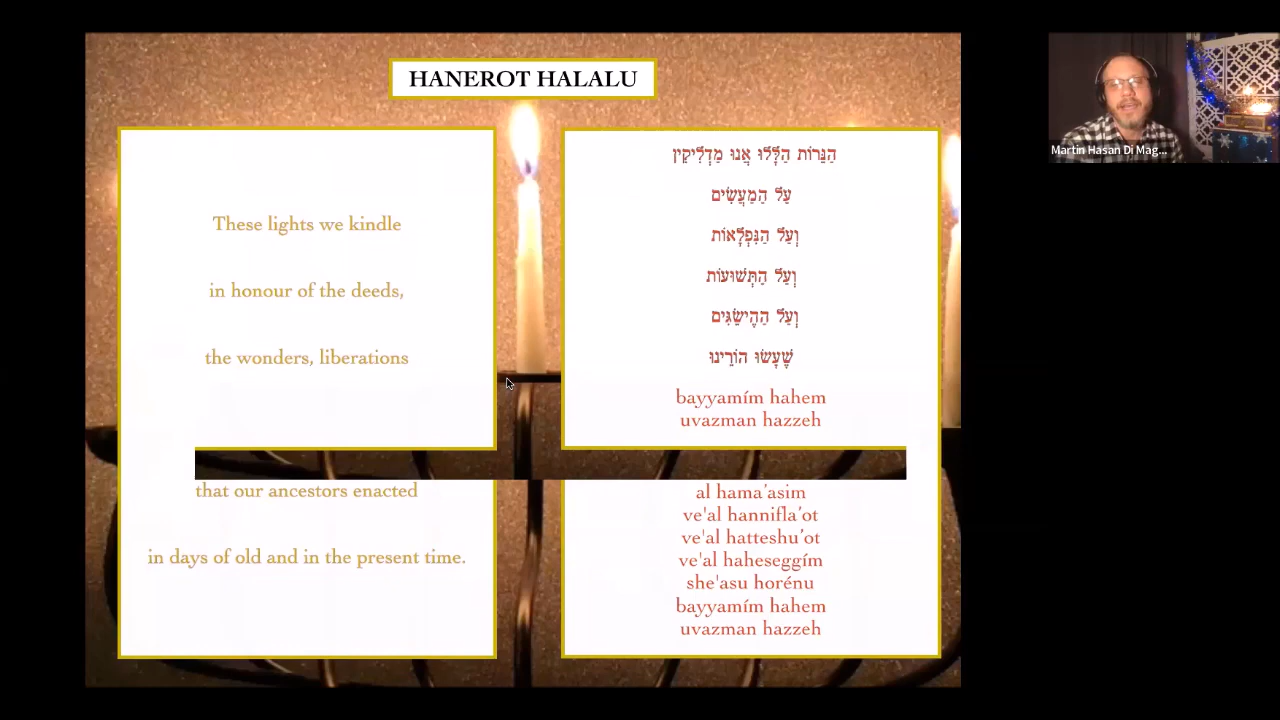 HANEROT HALALU
These lights we kindle
in honour of the deeds,
the wonders, liberations
that our ancestors enacted
in days of old and in the present time.
הַנֵּרוֹת הַלָּלוּ אֲנוּ מַדְלִיקִין
עַל הַמַּעֲשִׂים
וְעַל הַנִּפְלָאוֹת
וְעַל הַתְּשׁוּעוֹת
וְעַל הַהֶישֵּׂגִּים
שֶׁעָשׂוּ הוֹרֵינוּ
bayyamím hahem
uvazman hazzeh
al hama'asim
ve'al hannifla'ot
ve'al hatteshu'ot
ve'al haheseggím
she'asu horénu
bayyamím hahem
uvazman hazzeh
Martin Hasan Di Mag...